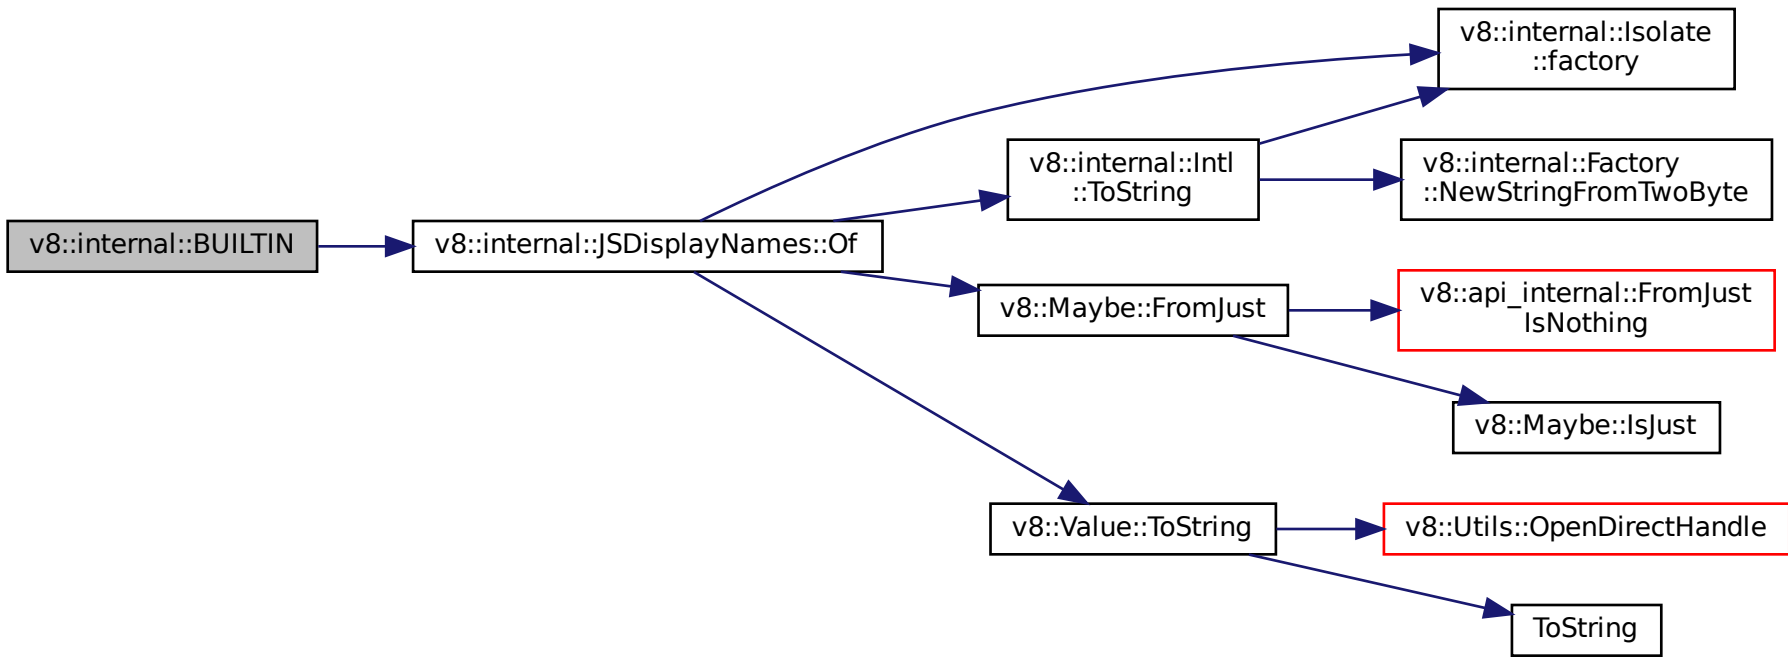 v8::internal::BUILTIN
v8::internal::JSDisplayNames::Of
v8::internal::Isolate
::factory
v8::internal::Intl
::ToString
v8::internal::Factory
::NewStringFromTwoByte
v8::Maybe::FromJust
v8::api_internal::FromJust
IsNothing
v8::Maybe::IsJust
v8::Value::ToString
v8::Utils::OpenDirectHandle
ToString